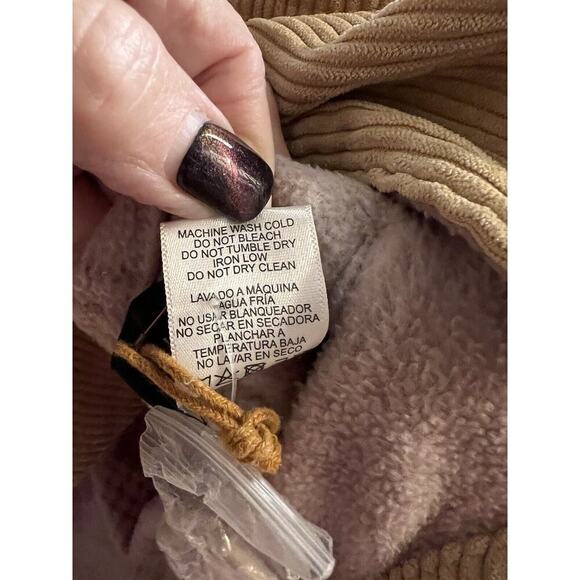 MACHINE WASH COLD
DO NOT BLEACH
DO NOT TUMBLE DRY
IRON LOW
DO NOT DRY CLEAN
LAVADO A MÁQUINA
AGUA FRÍA
NO USAR BLANQUEADOR
NO SECAR EN SECADORA
PLANCHAR A
TEMPERATURA BAJA
NO LAVAR EN SECO